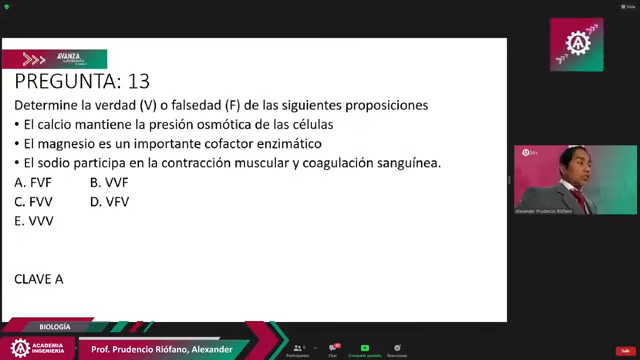 AVANZA
PREGUNTA: 13
Determine la verdad (V) o falsedad (F) de las siguientes proposiciones
• El calcio mantiene la presión osmótica de las células
• El magnesio es un importante cofactor enzimático
• El sodio participa en la contracción muscular y coagulación sanguínea.
A. FVF B. VVF
C. FVV D. VFV
E. VVV
CLAVE A
Alexander Prudencio Riófano
BIOLOGÍA
ACADEMIA
INGENIERÍA
Prof. Prudencio Riófano, Alexander
Participantes
Chat
Compartir pantalla
Reacciones
Salir